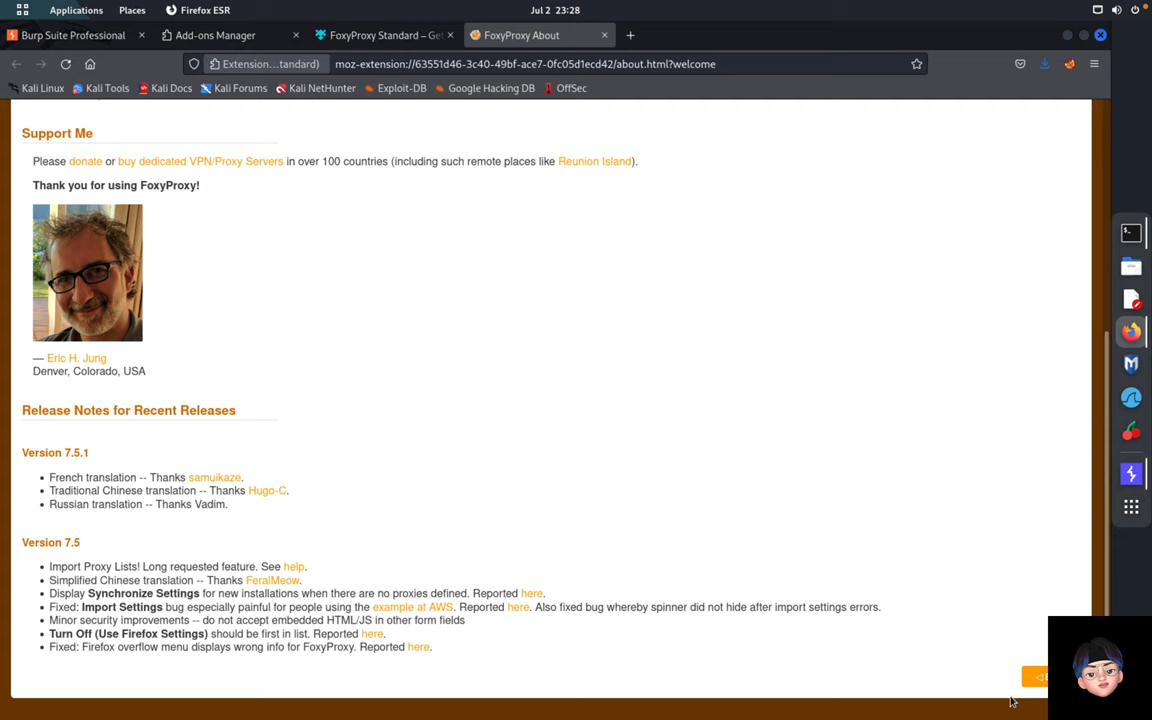 Applications Places Firefox ESR Jul 2 23:28
Burp Suite Professional Add-ons Manager FoxyProxy Standard – Get FoxyProxy About
Extension...tandard) moz-extension://63551d46-3c40-49bf-ace7-0fc05d1ecd42/about.html?welcome
Kali Linux Kali Tools Kali Docs Kali Forums Kali NetHunter Exploit-DB Google Hacking DB OffSec
Support Me
Please donate or buy dedicated VPN/Proxy Servers in over 100 countries (including such remote places like Reunion Island).
Thank you for using FoxyProxy!
— Eric H. Jung
Denver, Colorado, USA
Release Notes for Recent Releases
Version 7.5.1
• French translation -- Thanks samuikaze.
• Traditional Chinese translation -- Thanks Hugo-C.
• Russian translation -- Thanks Vadim.
Version 7.5
• Import Proxy Lists! Long requested feature. See help.
• Simplified Chinese translation -- Thanks FeralMeow.
• Display Synchronize Settings for new installations when there are no proxies defined. Reported here.
• Fixed: Import Settings bug especially painful for people using the example at AWS. Reported here. Also fixed bug whereby spinner did not hide after import settings errors.
• Minor security improvements -- do not accept embedded HTML/JS in other form fields
• Turn Off (Use Firefox Settings) should be first in list. Reported here.
• Fixed: Firefox overflow menu displays wrong info for FoxyProxy. Reported here.